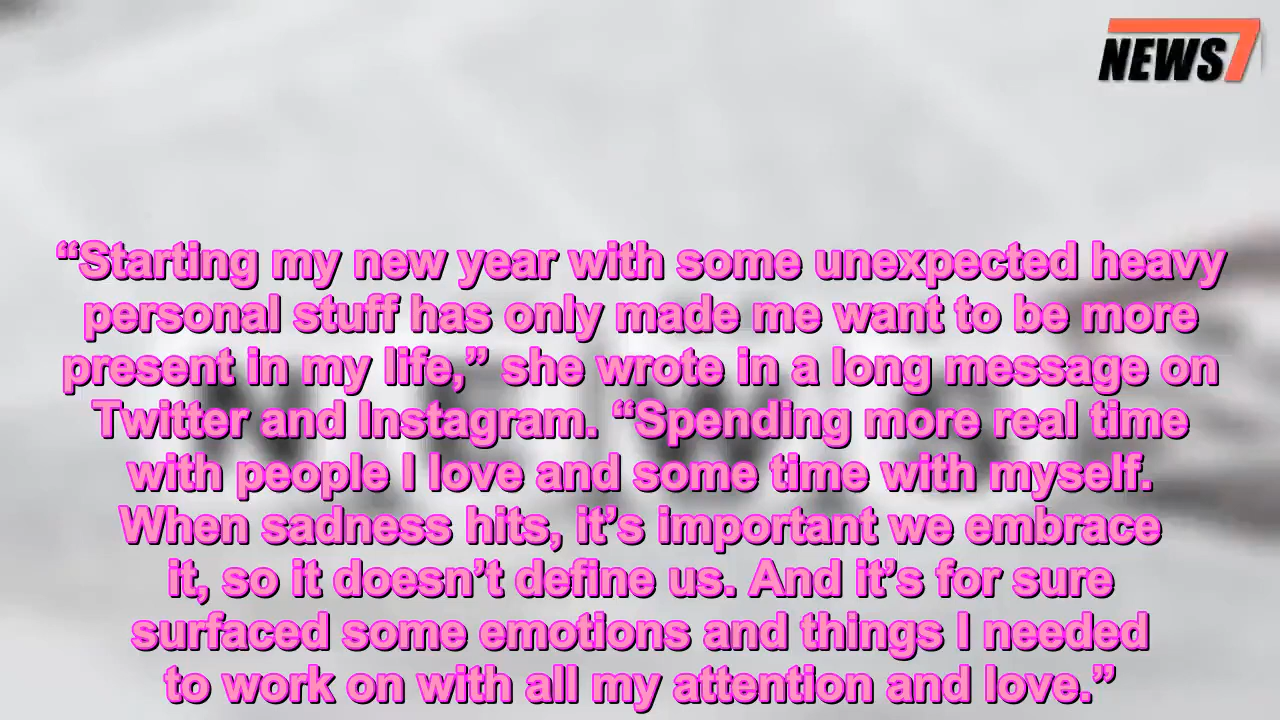 NEWS7
“Starting my new year with some unexpected heavy
personal stuff has only made me want to be more
present in my life,” she wrote in a long message on
Twitter and Instagram. “Spending more real time
with people I love and some time with myself.
When sadness hits, it’s important we embrace
it, so it doesn’t define us. And it’s for sure
surfaced some emotions and things I needed
to work on with all my attention and love.”